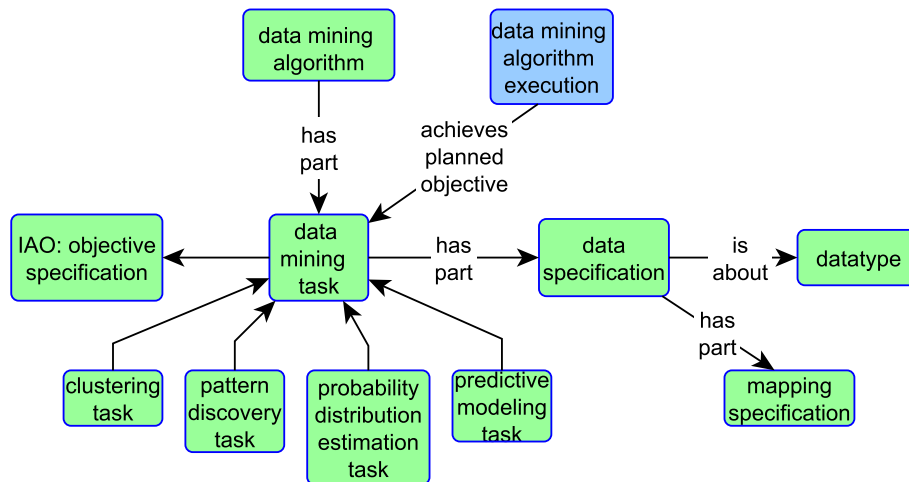 data mining
algorithm
data mining
algorithm
execution
has
part
achieves
planned
objective
IAO: objective
specification
data
mining
task
has
part
data
specification
is
about
datatype
has
part
clustering
task
pattern
discovery
task
probability
distribution
estimation
task
predictive
modeling
task
mapping
specification